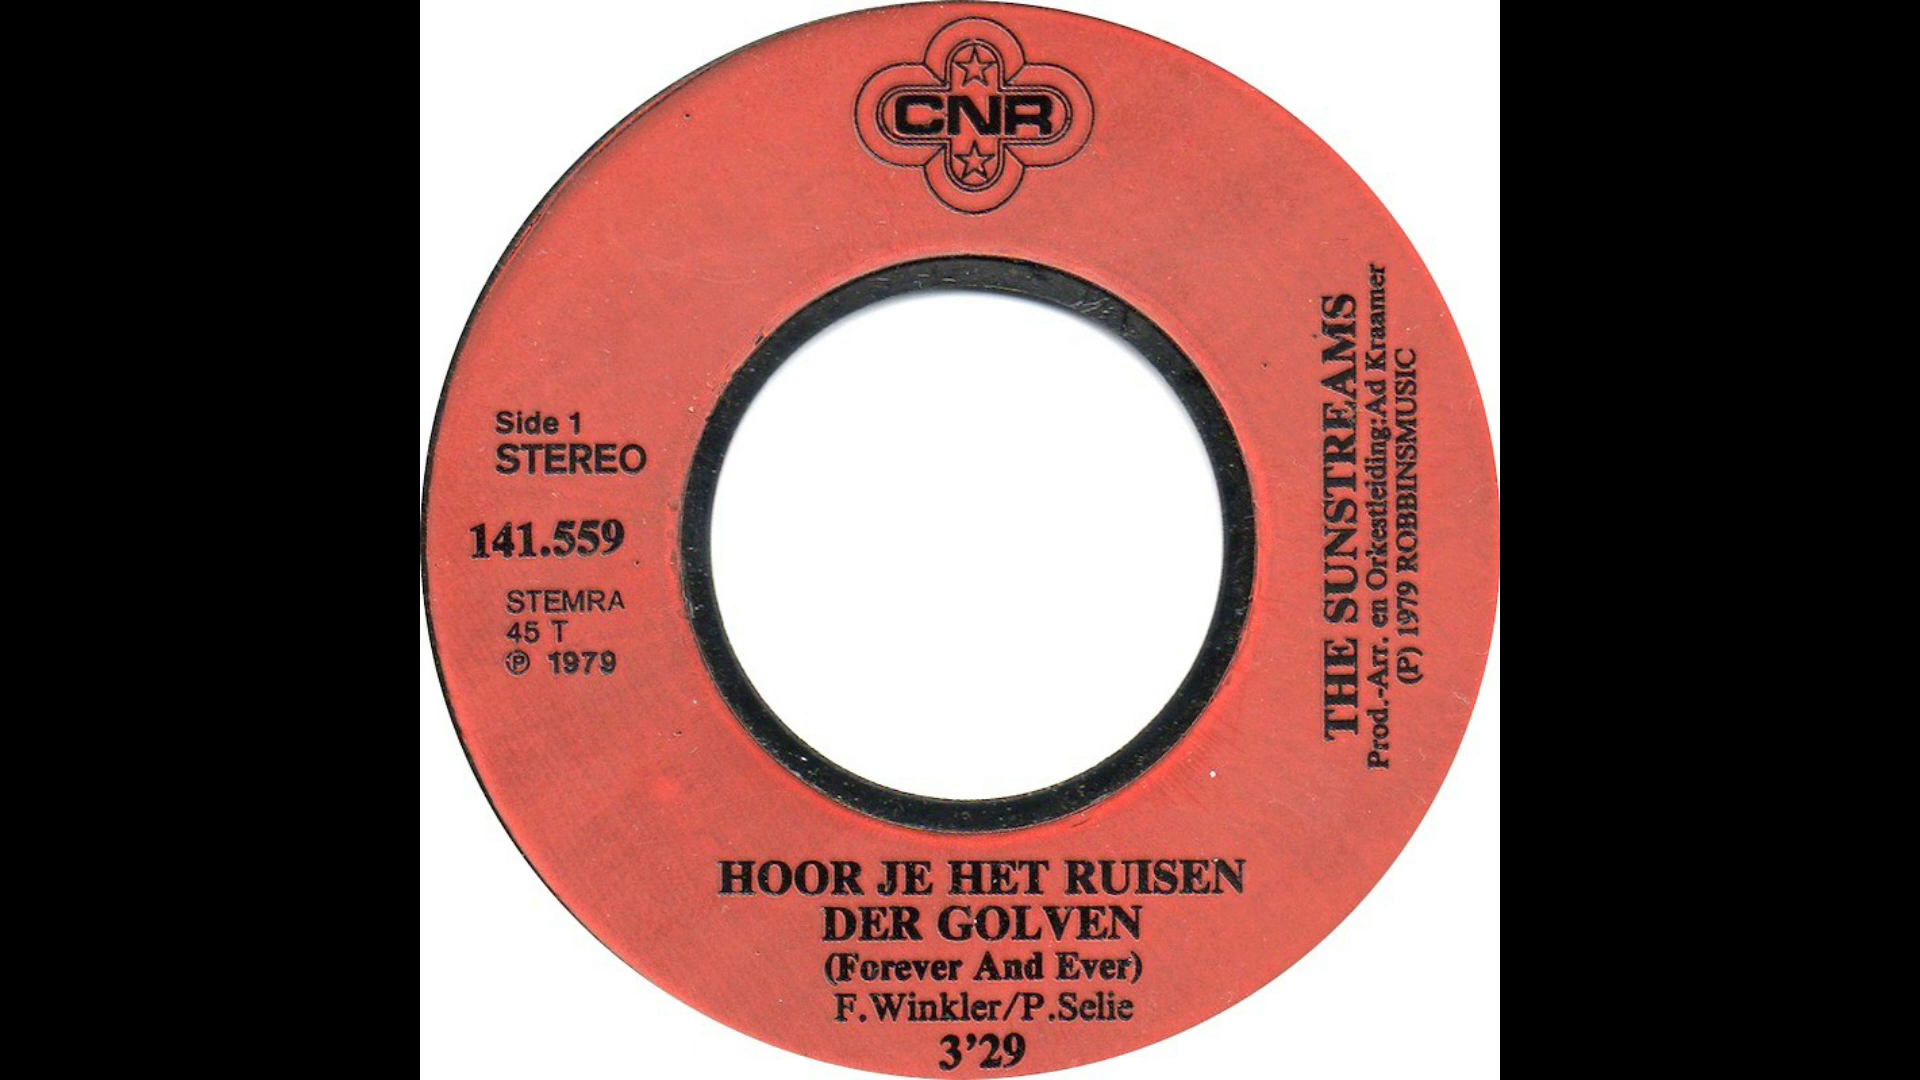 CNR
Side 1
STEREO
141.559
STEMRA
45 T
℗ 1979
THE SUNSTREAMS
Prod.-Arr. en Orkestleiding:Ad Kraamer
(P) 1979 ROBBINSMUSIC
HOOR JE HET RUISEN
DER GOLVEN
(Forever And Ever)
F.Winkler/P.Selie
3’29